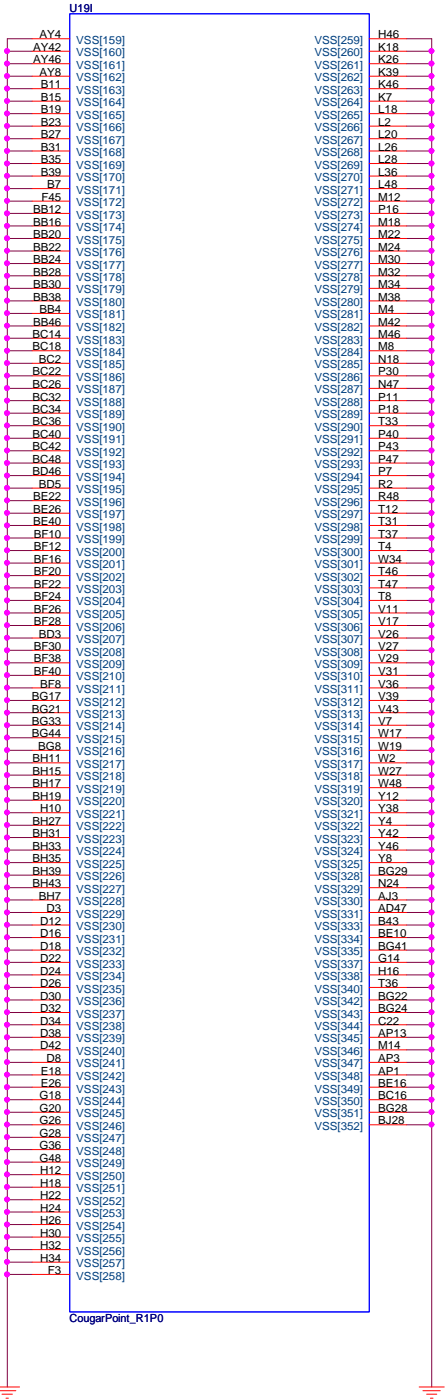 U19I
AY4 VSS[159] VSS[259] H46
AY42 VSS[160] VSS[260] K18
AY46 VSS[161] VSS[261] K26
AY8 VSS[162] VSS[262] K39
B11 VSS[163] VSS[263] K46
B15 VSS[164] VSS[264] K7
B19 VSS[165] VSS[265] L18
B23 VSS[166] VSS[266] L2
B27 VSS[167] VSS[267] L20
B31 VSS[168] VSS[268] L26
B35 VSS[169] VSS[269] L28
B39 VSS[170] VSS[270] L36
B7 VSS[171] VSS[271] L48
F45 VSS[172] VSS[272] M12
BB12 VSS[173] VSS[273] P16
BB16 VSS[174] VSS[274] M18
BB20 VSS[175] VSS[275] M22
BB22 VSS[176] VSS[276] M24
BB24 VSS[177] VSS[277] M30
BB28 VSS[178] VSS[278] M32
BB30 VSS[179] VSS[279] M34
BB38 VSS[180] VSS[280] M38
BB4 VSS[181] VSS[281] M4
BB46 VSS[182] VSS[282] M42
BC14 VSS[183] VSS[283] M46
BC18 VSS[184] VSS[284] M8
BC2 VSS[185] VSS[285] N18
BC22 VSS[186] VSS[286] P30
BC26 VSS[187] VSS[287] N47
BC32 VSS[188] VSS[288] P11
BC34 VSS[189] VSS[289] P18
BC36 VSS[190] VSS[290] T33
BC40 VSS[191] VSS[291] P40
BC42 VSS[192] VSS[292] P43
BC48 VSS[193] VSS[293] P47
BD46 VSS[194] VSS[294] P7
BD5 VSS[195] VSS[295] R2
BE22 VSS[196] VSS[296] R48
BE26 VSS[197] VSS[297] T12
BE40 VSS[198] VSS[298] T31
BF10 VSS[199] VSS[299] T37
BF12 VSS[200] VSS[300] T4
BF16 VSS[201] VSS[301] W34
BF20 VSS[202] VSS[302] T46
BF22 VSS[203] VSS[303] T47
BF24 VSS[204] VSS[304] T8
BF26 VSS[205] VSS[305] V11
BF28 VSS[206] VSS[306] V17
BD3 VSS[207] VSS[307] V26
BF30 VSS[208] VSS[308] V27
BF38 VSS[209] VSS[309] V29
BF40 VSS[210] VSS[310] V31
BF8 VSS[211] VSS[311] V36
BG17 VSS[212] VSS[312] V39
BG21 VSS[213] VSS[313] V43
BG33 VSS[214] VSS[314] V7
BG44 VSS[215] VSS[315] W17
BG8 VSS[216] VSS[316] W19
BH11 VSS[217] VSS[317] W2
BH15 VSS[218] VSS[318] W27
BH17 VSS[219] VSS[319] W48
BH19 VSS[220] VSS[320] Y12
H10 VSS[221] VSS[321] Y38
BH27 VSS[222] VSS[322] Y4
BH31 VSS[223] VSS[323] Y42
BH33 VSS[224] VSS[324] Y46
BH35 VSS[225] VSS[325] Y8
BH39 VSS[226] VSS[328] BG29
BH43 VSS[227] VSS[329] N24
BH7 VSS[228] VSS[330] AJ3
D3 VSS[229] VSS[331] AD47
D12 VSS[230] VSS[333] B43
D16 VSS[231] VSS[334] BE10
D18 VSS[232] VSS[335] BG41
D22 VSS[233] VSS[337] G14
D24 VSS[234] VSS[338] H16
D26 VSS[235] VSS[340] T36
D30 VSS[236] VSS[342] BG22
D32 VSS[237] VSS[343] BG24
D34 VSS[238] VSS[344] C22
D38 VSS[239] VSS[345] AP13
D42 VSS[240] VSS[346] M14
D8 VSS[241] VSS[347] AP3
E18 VSS[242] VSS[348] AP1
E26 VSS[243] VSS[349] BE16
G18 VSS[244] VSS[350] BC16
G20 VSS[245] VSS[351] BG28
G26 VSS[246] VSS[352] BJ28
G28 VSS[247]
G36 VSS[248]
G48 VSS[249]
H12 VSS[250]
H18 VSS[251]
H22 VSS[252]
H24 VSS[253]
H26 VSS[254]
H30 VSS[255]
H32 VSS[256]
H34 VSS[257]
F3 VSS[258]
CougarPoint_R1P0